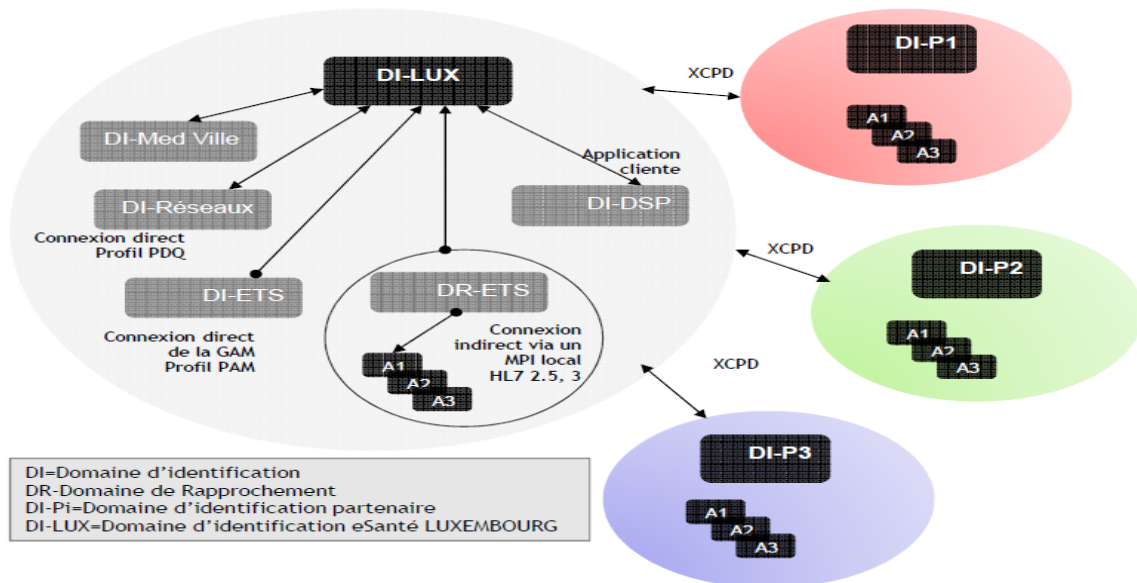 DI-LUX
DI-Med Ville
DI-Réseaux
Connexion direct
Profil PDQ
DI-ETS
Connexion direct
de la GAM
Profil PAM
DR-ETS
Connexion
indirect via un
MPI local
HL7 2.5, 3
A1
A2
A3
Application
cliente
DI-DSP
XCPD
DI-P1
A1
A2
A3
XCPD
DI-P2
A1
A2
A3
XCPD
DI-P3
A1
A2
A3
DI=Domaine d'identification
DR-Domaine de Rapprochement
DI-Pi=Domaine d'identification partenaire
DI-LUX=Domaine d'identification eSanté LUXEMBOURG